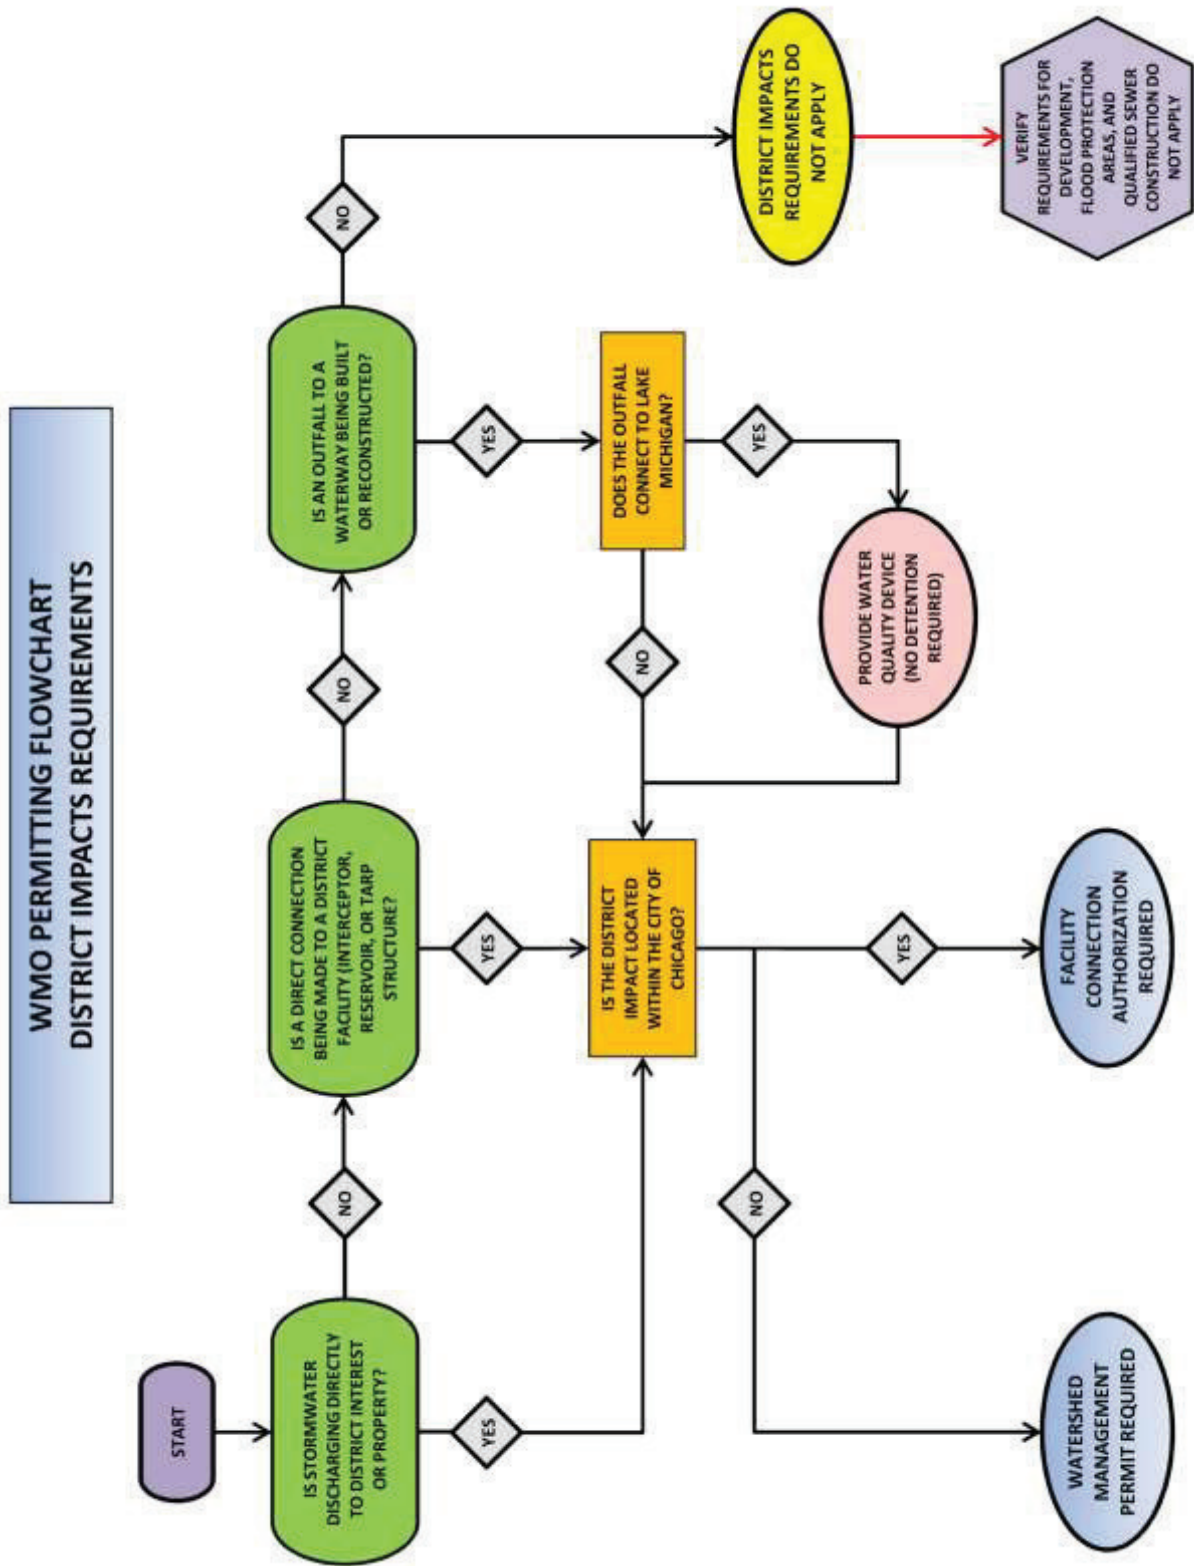 WMO PERMITTING FLOWCHART
DISTRICT IMPACTS REQUIREMENTS
START
IS STORMWATER
DISCHARGING DIRECTLY
TO DISTRICT INTEREST
OR PROPERTY?
NO
IS A DIRECT CONNECTION
BEING MADE TO A DISTRICT
FACILITY (INTERCEPTOR,
RESERVOIR, OR TARP
STRUCTURE?
NO
IS AN OUTFALL TO A
WATERWAY BEING BUILT
OR RECONSTRUCTED?
NO
YES
YES
YES
DOES THE OUTFALL
CONNECT TO LAKE
MICHIGAN?
NO
YES
IS THE DISTRICT
IMPACT LOCATED
WITHIN THE CITY OF
CHICAGO?
PROVIDE WATER
QUALITY DEVICE
(NO DETENTION
REQUIRED)
DISTRICT IMPACTS
REQUIREMENTS DO
NOT APPLY
NO
YES
WATERSHED
MANAGEMENT
PERMIT REQUIRED
FACILITY
CONNECTION
AUTHORIZATION
REQUIRED
VERIFY
REQUIREMENTS FOR
DEVELOPMENT,
FLOOD PROTECTION
AREAS, AND
QUALIFIED SEWER
CONSTRUCTION DO
NOT APPLY